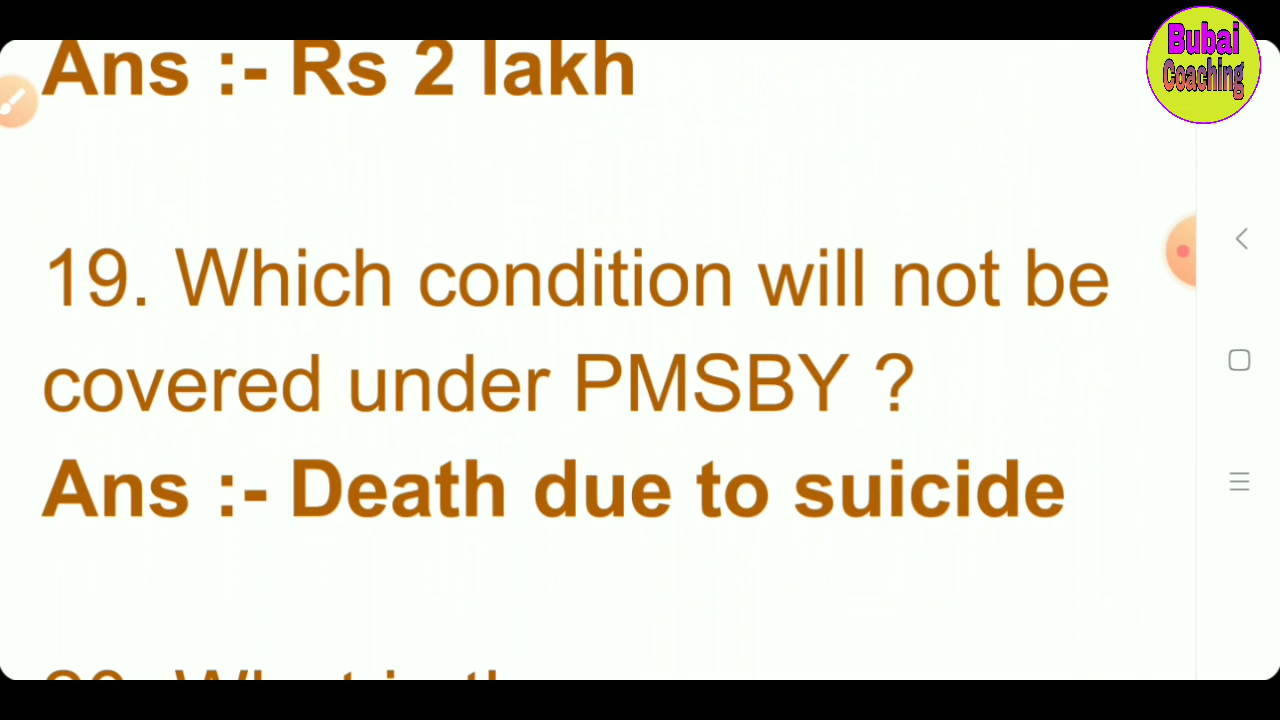 Bubai
Coaching
Ans :- Rs 2 lakh
19. Which condition will not be
covered under PMSBY ?
Ans :- Death due to suicide